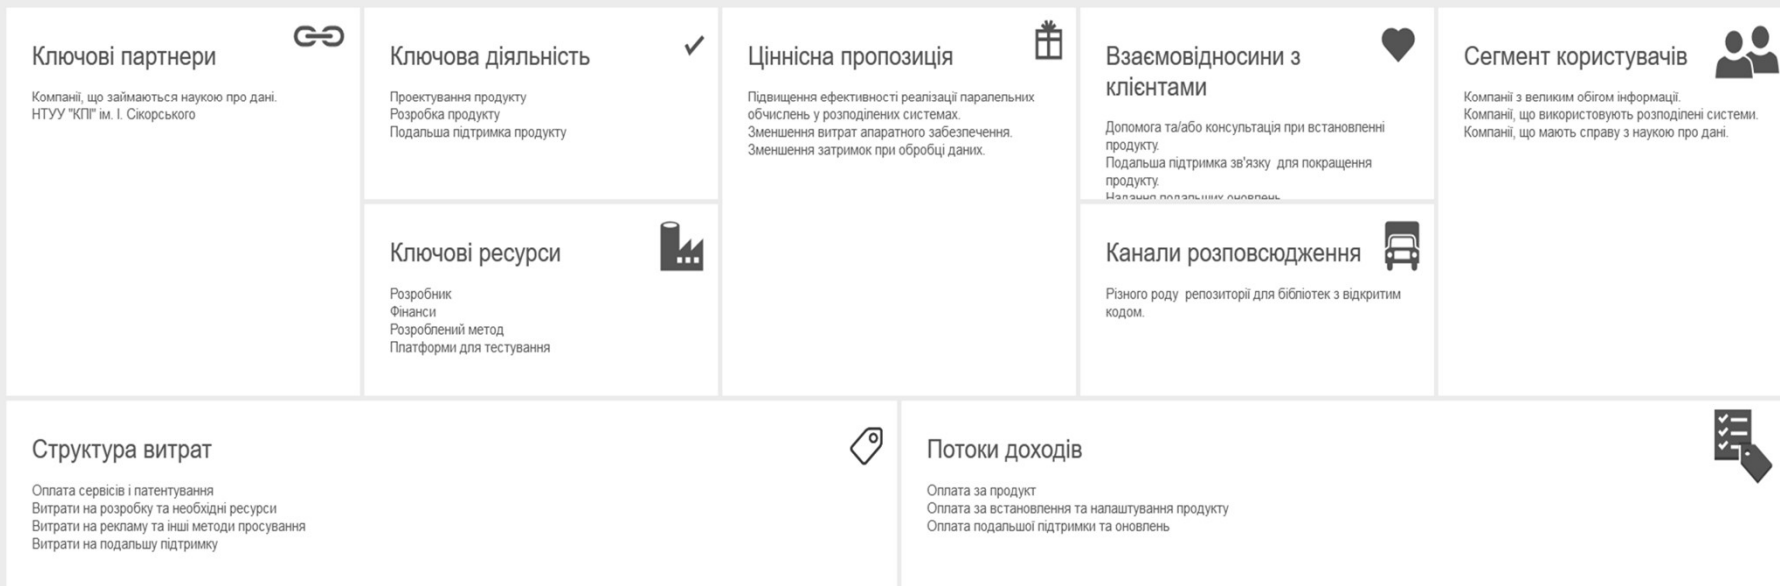 Ключові партнери
Компанії, що займаються наукою про дані.
НТУУ "КПІ" ім. І. Сікорського
Ключова діяльність
Проектування продукту
Розробка продукту
Подальша підтримка продукту
Ключові ресурси
Розробник
Фінанси
Розроблений метод
Платформи для тестування
Ціннісна пропозиція
Підвищення ефективності реалізації паралельних
обчислень у розподілених системах.
Зменшення витрат апаратного забезпечення.
Зменшення затримок при обробці даних.
Взаємовідносини з
клієнтами
Допомога та/або консультація при встановленні
продукту.
Подальша підтримка зв'язку для покращення
продукту.
Надання подальших оновлень
Канали розповсюдження
Різного роду репозиторії для бібліотек з відкритим
кодом.
Сегмент користувачів
Компанії з великим обігом інформації.
Компанії, що використовують розподілені системи.
Компанії, що мають справу з наукою про дані.
Структура витрат
Оплата сервісів і патентування
Витрати на розробку та необхідні ресурси
Витрати на рекламу та інші методи просування
Витрати на подальшу підтримку
Потоки доходів
Оплата за продукт
Оплата за встановлення та налаштування продукту
Оплата подальшої підтримки та оновлень